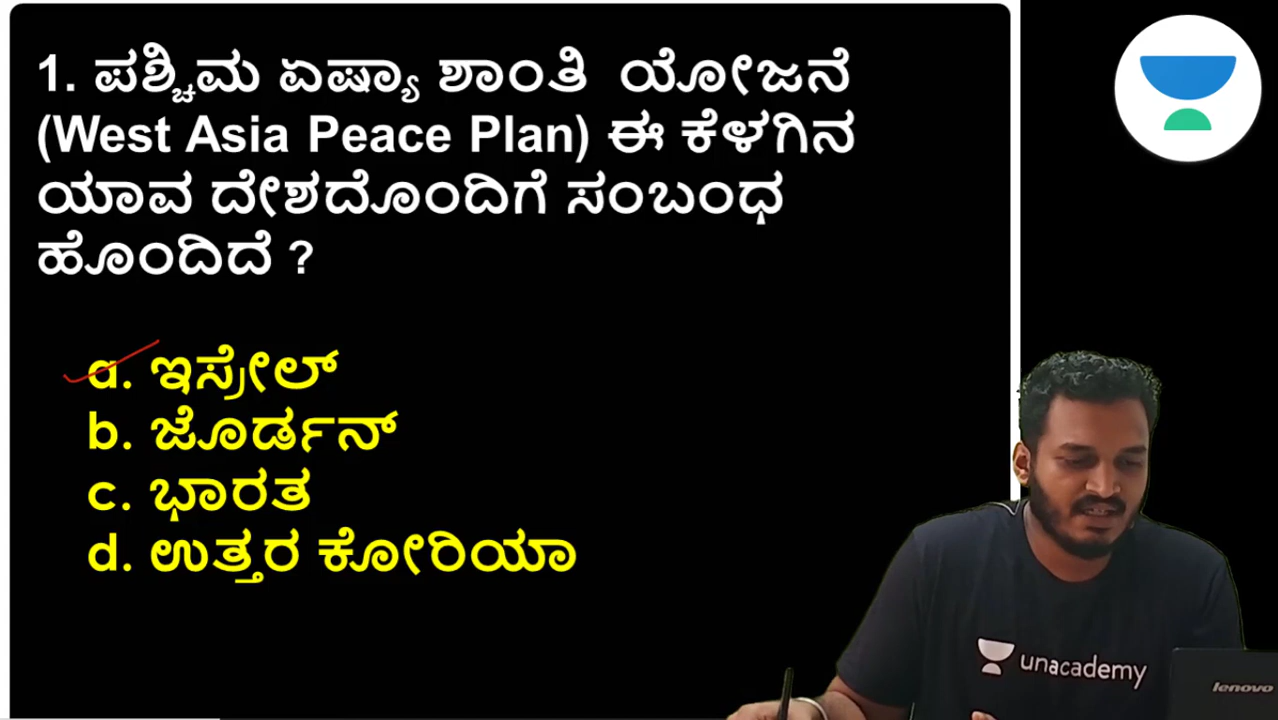 1. ಪಶ್ಚಿಮ ಏಷ್ಯಾ ಶಾಂತಿ ಯೋಜನೆ
(West Asia Peace Plan) ಈ ಕೆಳಗಿನ
ಯಾವ ದೇಶದೊಂದಿಗೆ ಸಂಬಂಧ
ಹೊಂದಿದೆ ?
a. ಇಸ್ರೇಲ್
b. ಜೊರ್ಡನ್
c. ಭಾರತ
d. ಉತ್ತರ ಕೋರಿಯಾ
unacademy
lenovo